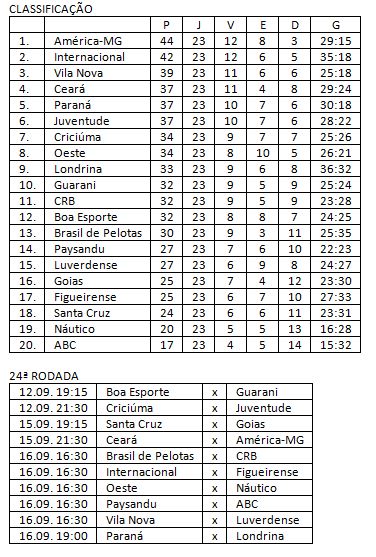 CLASSIFICAÇÃO
P J V E D G
1. América-MG 44 23 12 8 3 29:15
2. Internacional 42 23 12 6 5 35:18
3. Vila Nova 39 23 11 6 6 25:18
4. Ceará 37 23 11 4 8 29:24
5. Paraná 37 23 10 7 6 30:18
6. Juventude 37 23 10 7 6 28:22
7. Criciúma 34 23 9 7 7 25:26
8. Oeste 34 23 8 10 5 26:21
9. Londrina 33 23 9 6 8 36:32
10. Guarani 32 23 9 5 9 25:24
11. CRB 32 23 9 5 9 23:28
12. Boa Esporte 32 23 8 8 7 24:25
13. Brasil de Pelotas 30 23 9 3 11 25:35
14. Paysandu 27 23 7 6 10 22:23
15. Luverdense 27 23 6 9 8 24:27
16. Goias 25 23 7 4 12 23:30
17. Figueirense 25 23 6 7 10 27:33
18. Santa Cruz 24 23 6 6 11 23:31
19. Náutico 20 23 5 5 13 16:28
20. ABC 17 23 4 5 14 15:32
24ª RODADA
12.09. 19:15 Boa Esporte x Guarani
12.09. 21:30 Criciúma x Juventude
15.09. 19:15 Santa Cruz x Goias
15.09. 21:30 Ceará x América-MG
16.09. 16:30 Brasil de Pelotas x CRB
16.09. 16:30 Internacional x Figueirense
16.09. 16:30 Oeste x Náutico
16.09. 16:30 Paysandu x ABC
16.09. 16:30 Vila Nova x Luverdense
16.09. 19:00 Paraná x Londrina